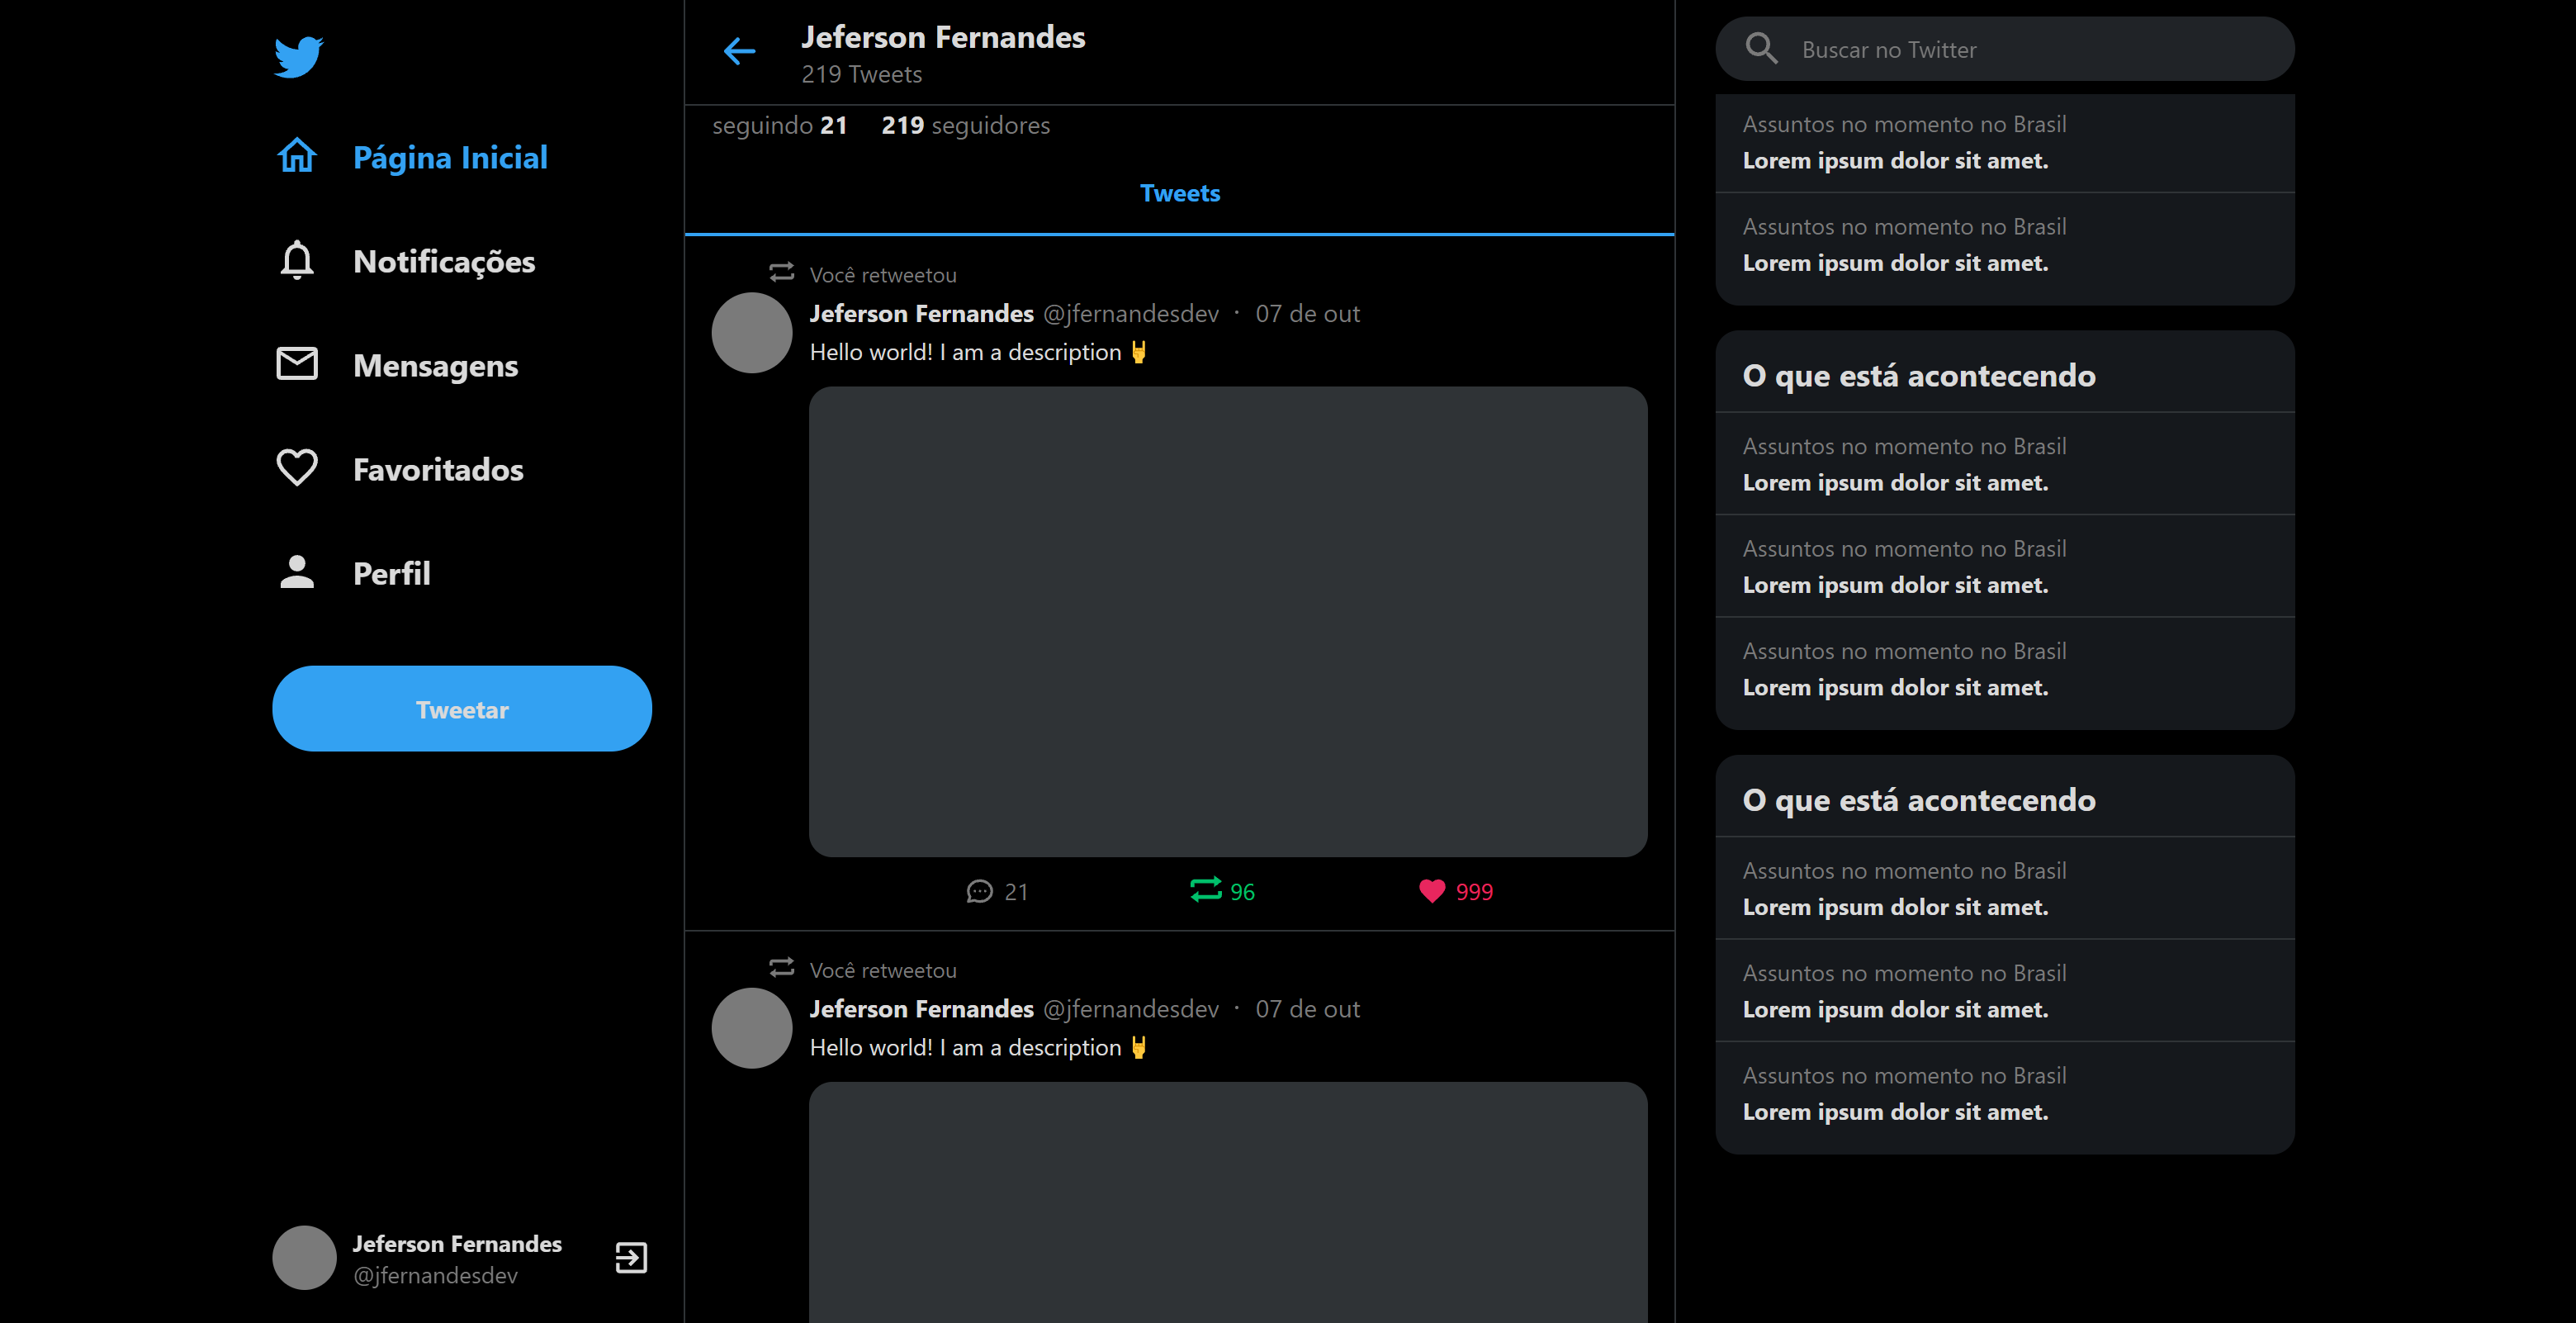 Página Inicial
Notificações
Mensagens
Favoritados
Perfil
Tweetar
Jeferson Fernandes
@jfernandesdev
Jeferson Fernandes
219 Tweets
seguindo 21 219 seguidores
Tweets
Você retweetou
Jeferson Fernandes @jfernandesdev · 07 de out
Hello world! I am a description 🤘
21 96 999
Você retweetou
Jeferson Fernandes @jfernandesdev · 07 de out
Hello world! I am a description 🤘
Buscar no Twitter
Assuntos no momento no Brasil
Lorem ipsum dolor sit amet.
Assuntos no momento no Brasil
Lorem ipsum dolor sit amet.
O que está acontecendo
Assuntos no momento no Brasil
Lorem ipsum dolor sit amet.
Assuntos no momento no Brasil
Lorem ipsum dolor sit amet.
Assuntos no momento no Brasil
Lorem ipsum dolor sit amet.
O que está acontecendo
Assuntos no momento no Brasil
Lorem ipsum dolor sit amet.
Assuntos no momento no Brasil
Lorem ipsum dolor sit amet.
Assuntos no momento no Brasil
Lorem ipsum dolor sit amet.